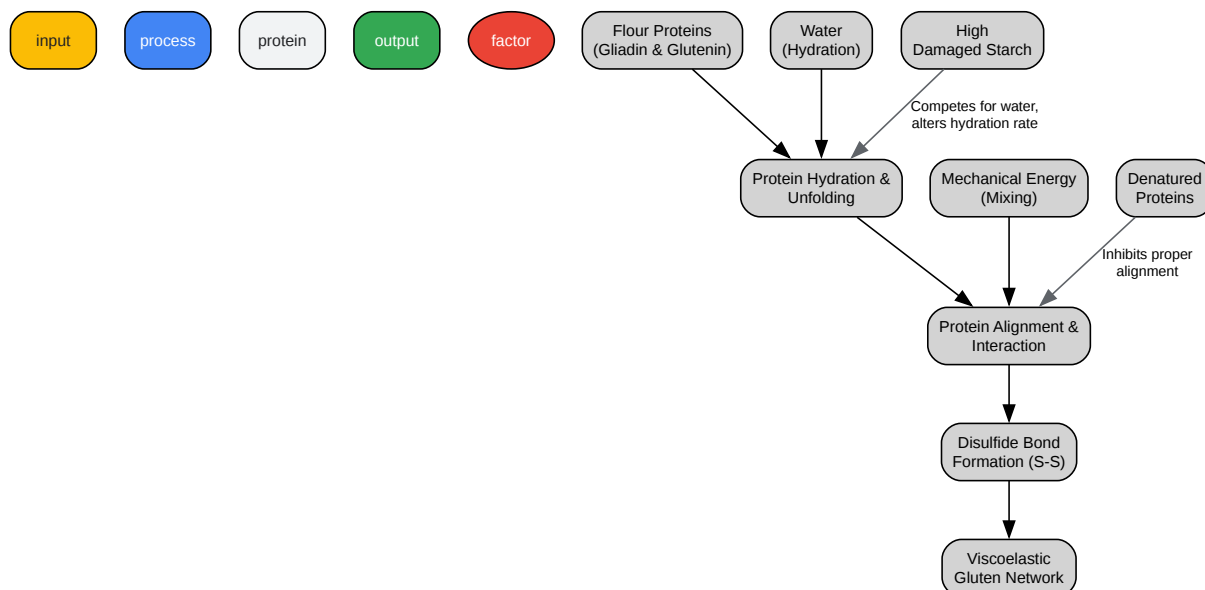 input
process
protein
output
factor
Flour Proteins
(Gliadin & Glutenin)
Water
(Hydration)
High
Damaged Starch
Competes for water,
alters hydration rate
Protein Hydration &
Unfolding
Mechanical Energy
(Mixing)
Denatured
Proteins
Inhibits proper
alignment
Protein Alignment &
Interaction
Disulfide Bond
Formation (S-S)
Viscoelastic
Gluten Network